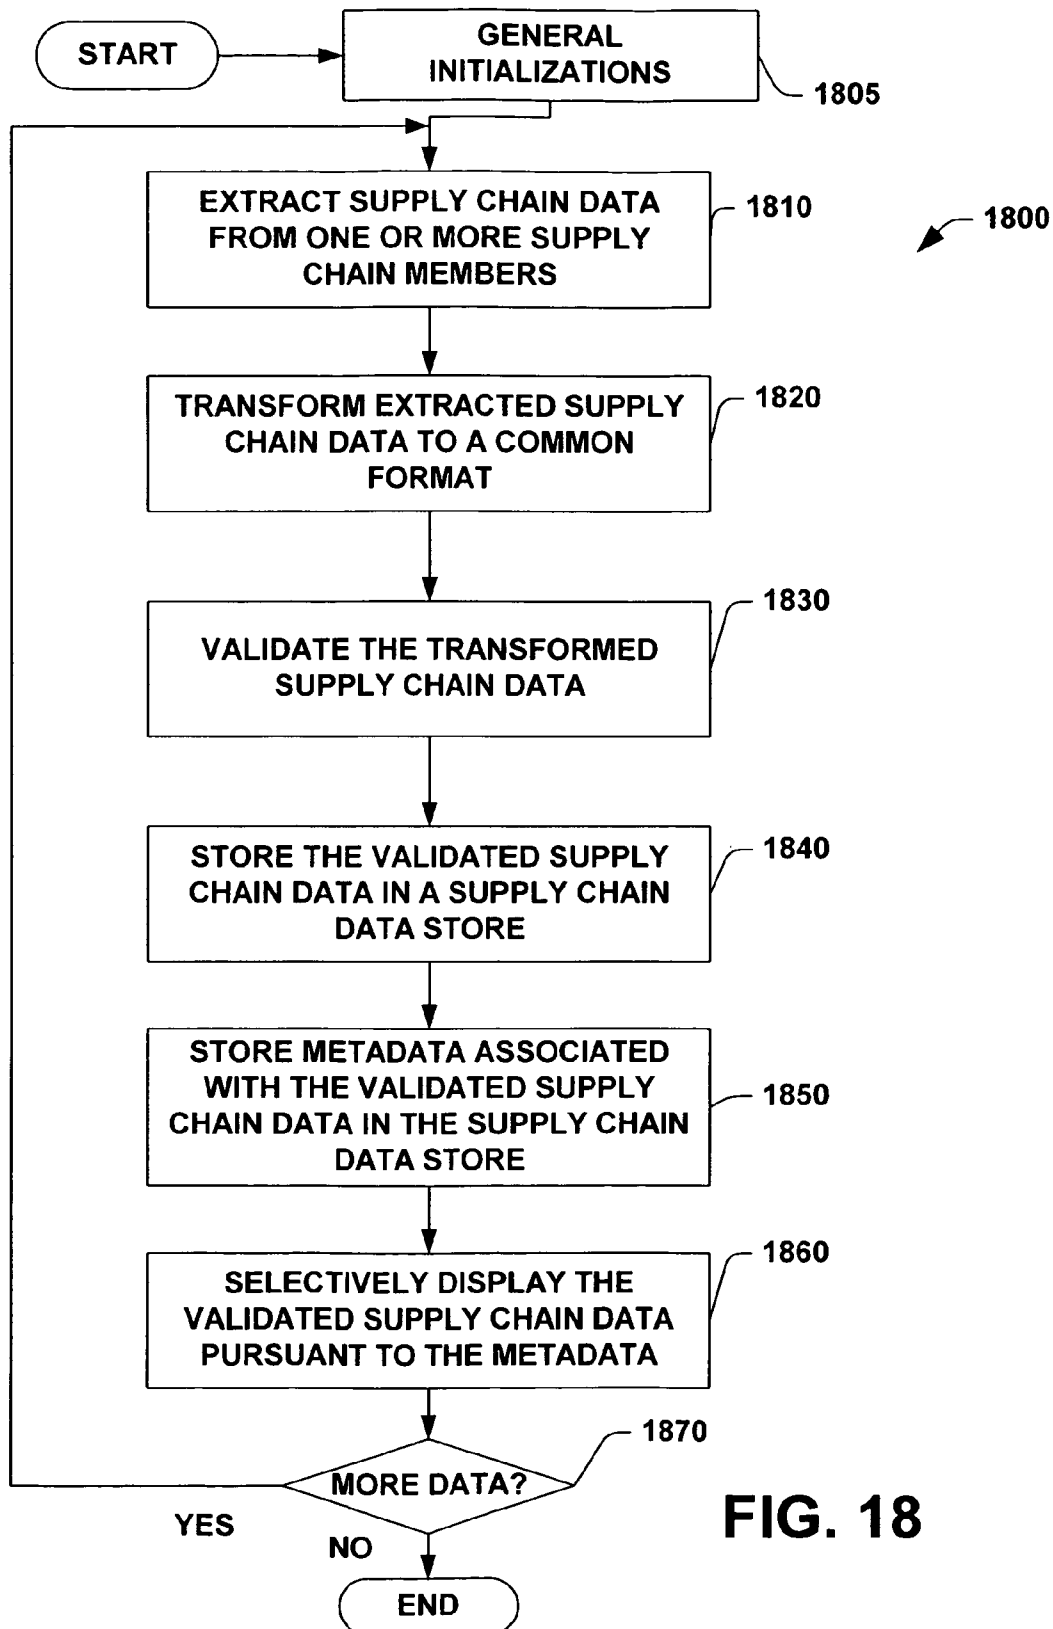 START
GENERAL
INITIALIZATIONS
1805
EXTRACT SUPPLY CHAIN DATA
FROM ONE OR MORE SUPPLY
CHAIN MEMBERS
1810
1800
TRANSFORM EXTRACTED SUPPLY
CHAIN DATA TO A COMMON
FORMAT
1820
VALIDATE THE TRANSFORMED
SUPPLY CHAIN DATA
1830
STORE THE VALIDATED SUPPLY
CHAIN DATA IN A SUPPLY CHAIN
DATA STORE
1840
STORE METADATA ASSOCIATED
WITH THE VALIDATED SUPPLY
CHAIN DATA IN THE SUPPLY CHAIN
DATA STORE
1850
SELECTIVELY DISPLAY THE
VALIDATED SUPPLY CHAIN DATA
PURSUANT TO THE METADATA
1860
MORE DATA?
1870
YES
NO
END
FIG. 18